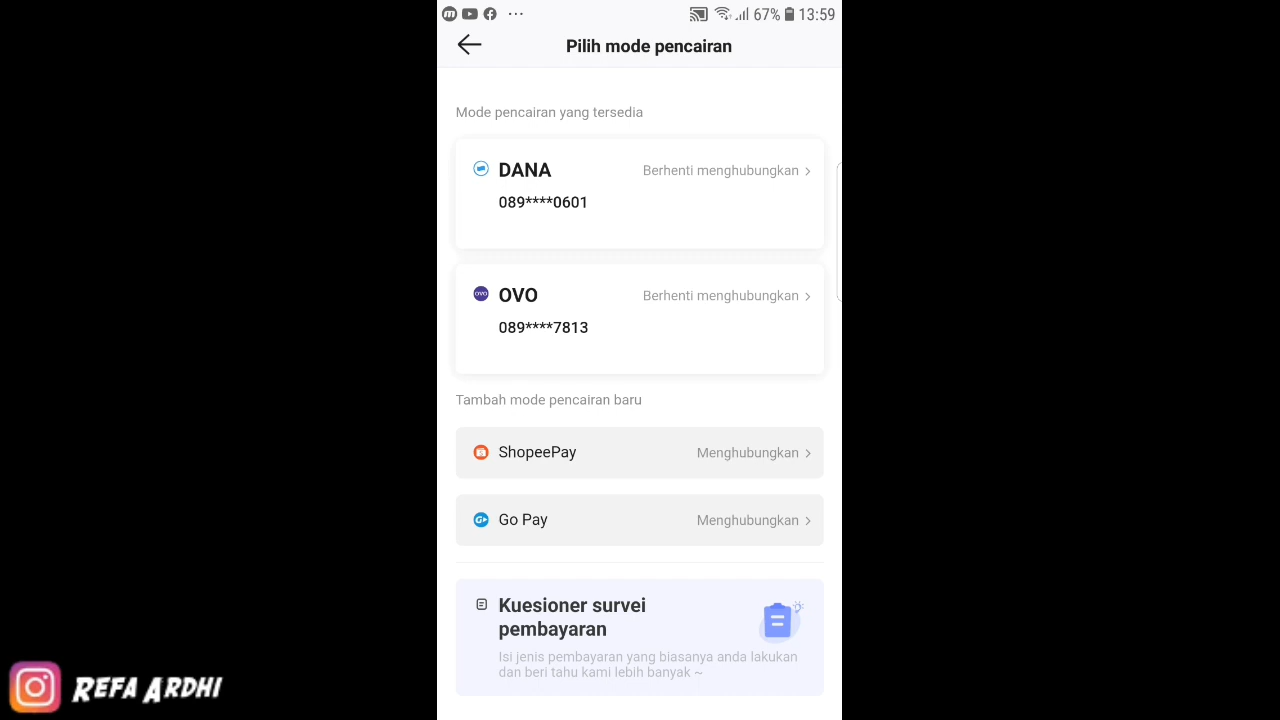 67% 13:59
Pilih mode pencairan
Mode pencairan yang tersedia
DANA Berhenti menghubungkan >
089****0601
OVO Berhenti menghubungkan >
089****7813
Tambah mode pencairan baru
ShopeePay Menghubungkan >
Go Pay Menghubungkan >
Kuesioner survei
pembayaran
Isi jenis pembayaran yang biasanya anda lakukan
dan beri tahu kami lebih banyak ~
REFA ARDHI